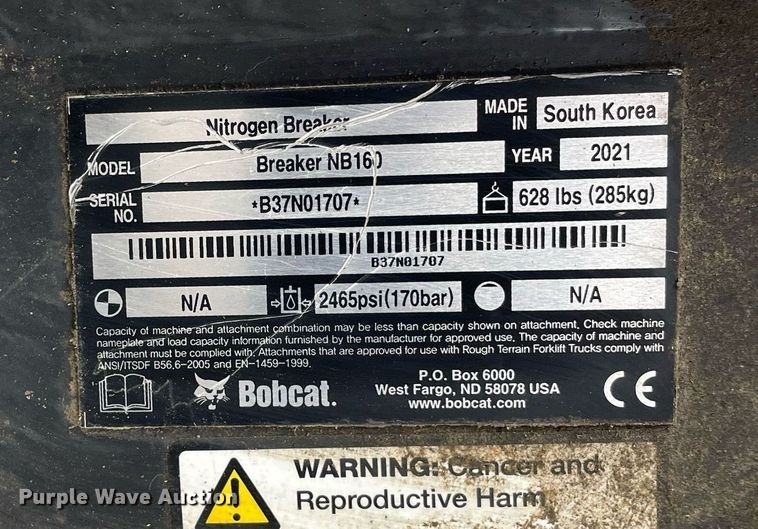 Nitrogen Breaker
MADE IN South Korea
MODEL Breaker NB160
YEAR 2021
SERIAL NO. *B37N01707*
628 lbs (285kg)
B37N01707
N/A
2465psi(170bar)
N/A
Capacity of machine and attachment combination may be less than capacity shown on attachment. Check machine
nameplate and load capacity information furnished by the manufacturer for approved use. The capacity of machine and
attachment must be complied with. Attachments that are approved for use with Rough Terrain Forklift Trucks comply with
ANSI/ITSDF B56,6-2005 and EN-1459-1999.
Bobcat.
P.O. Box 6000
West Fargo, ND 58078 USA
www.bobcat.com
CE
WARNING: Cancer and
Reproductive Harm
Purple Wave Auction